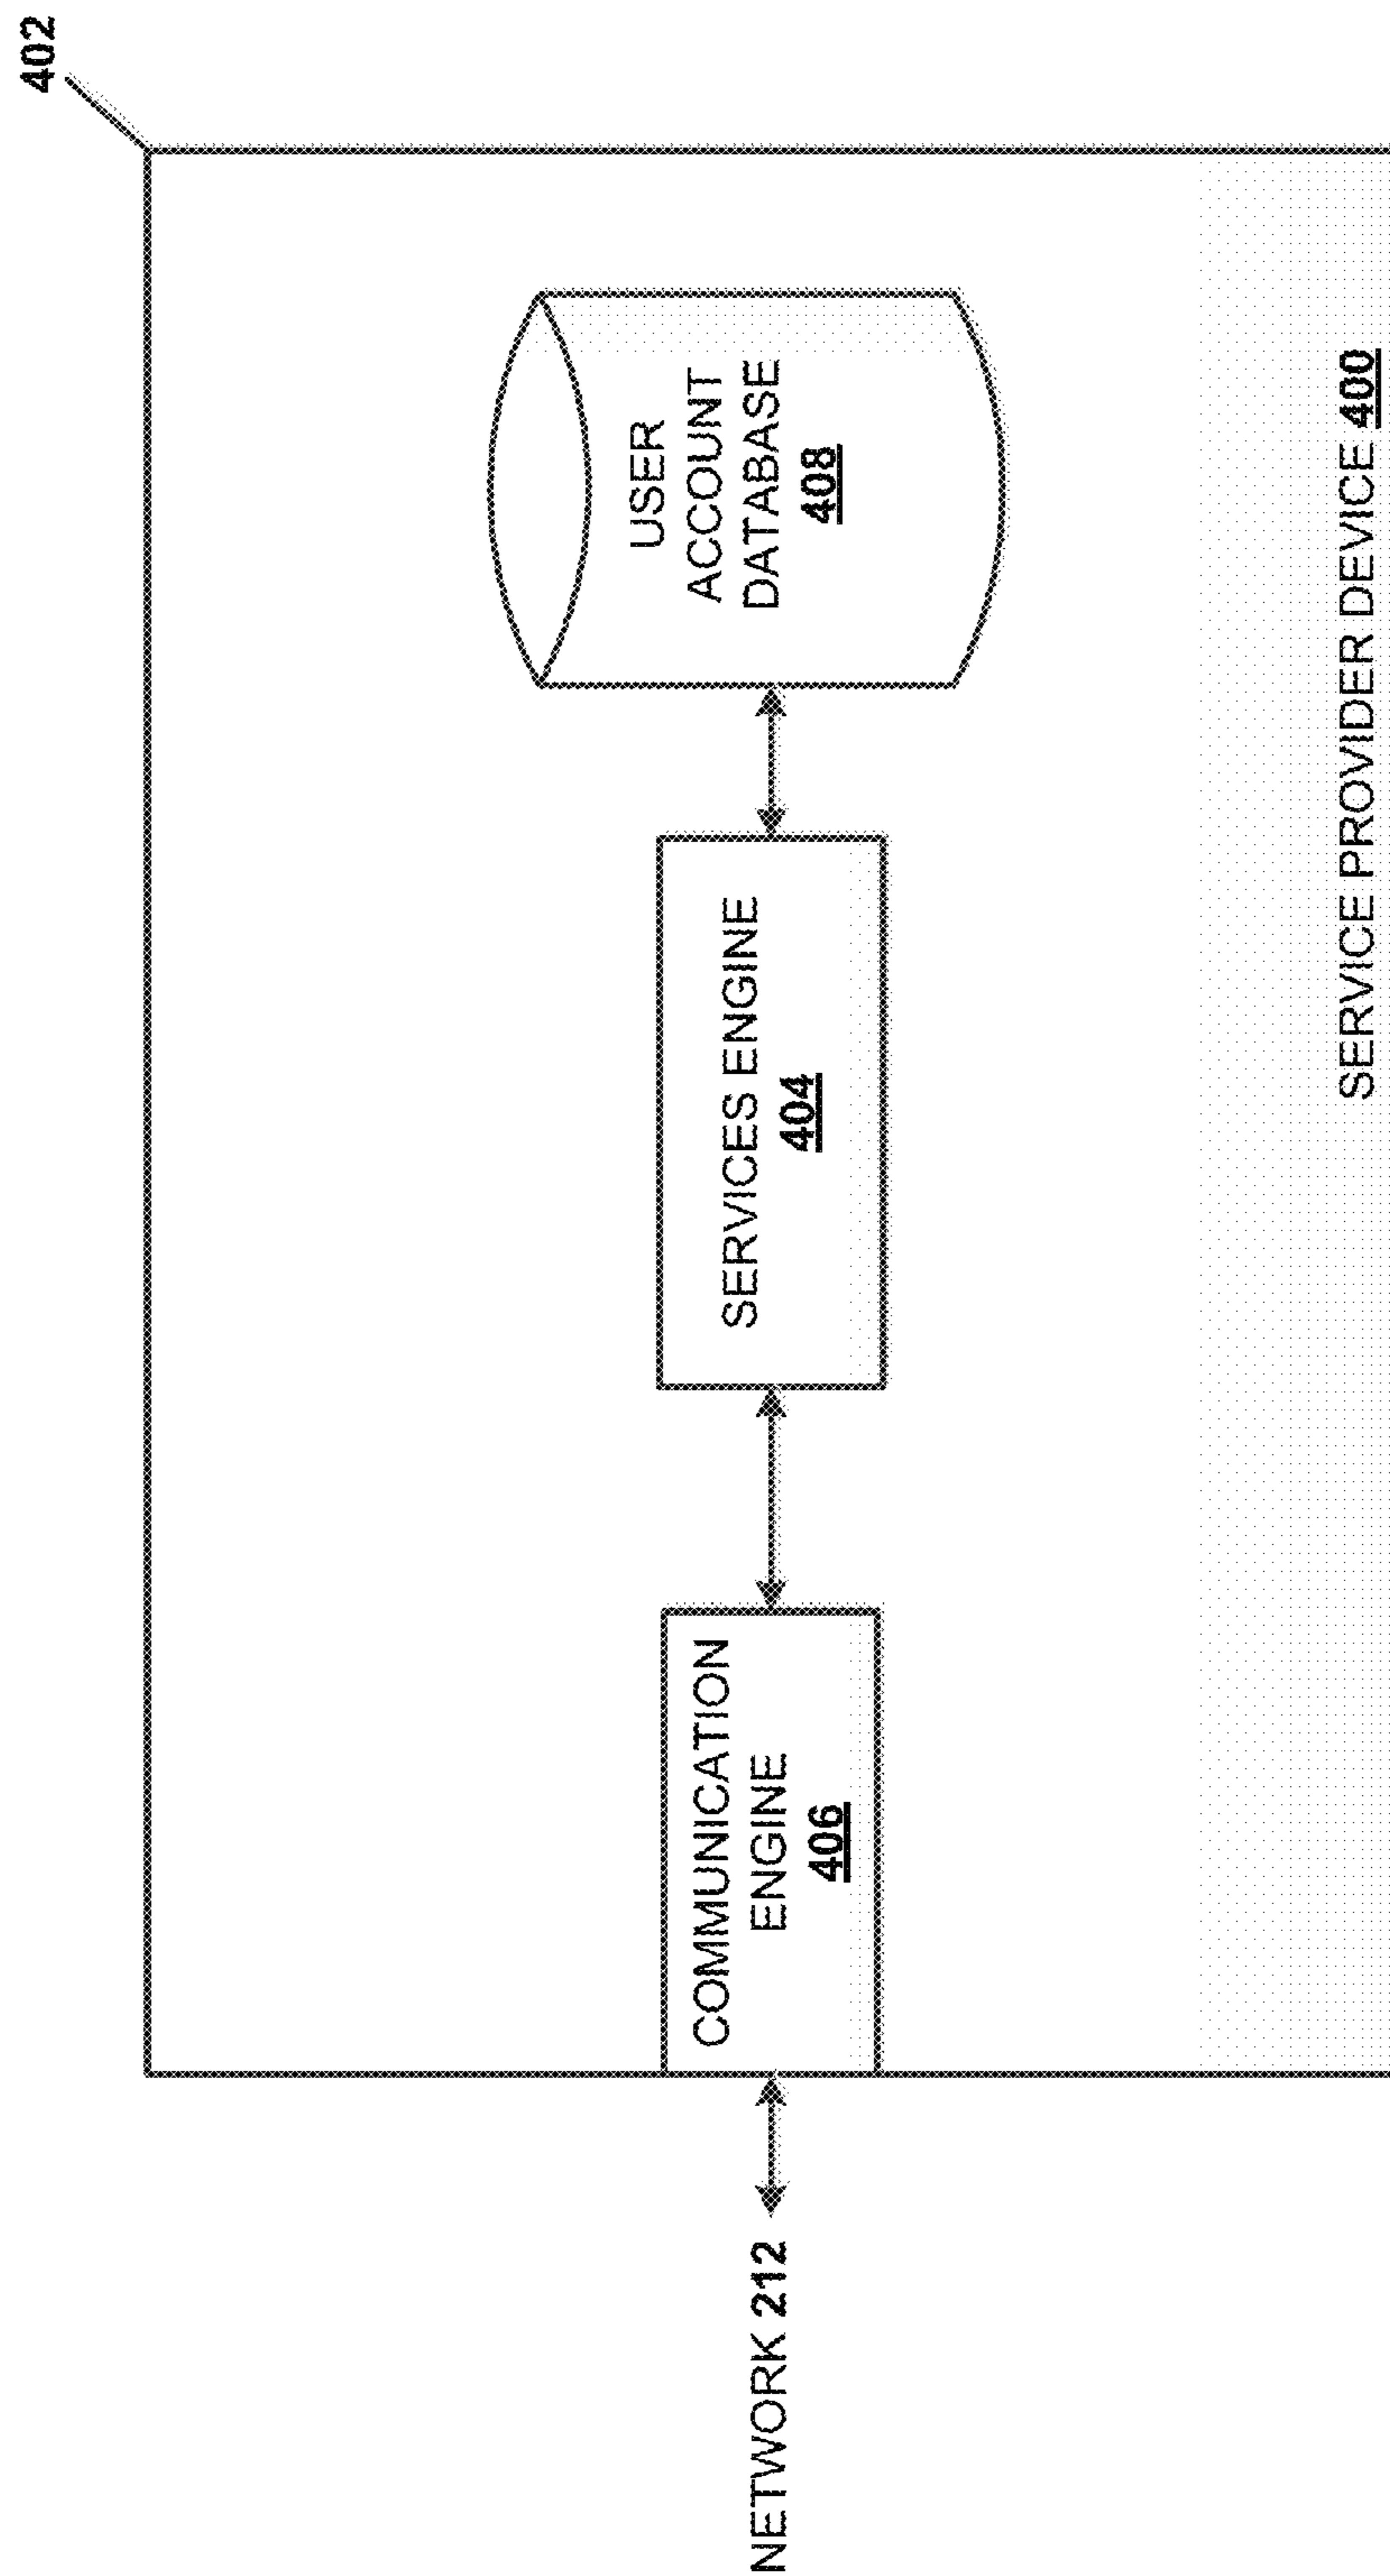 402
USER
ACCOUNT
DATABASE
408
SERVICES ENGINE
404
COMMUNICATION
ENGINE
406
NETWORK 212
SERVICE PROVIDER DEVICE 400